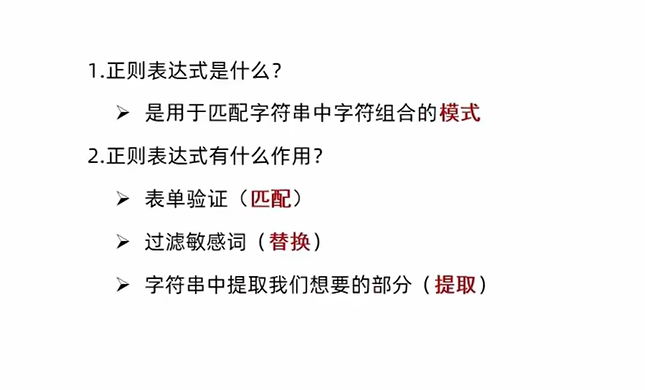 1.正则表达式是什么？
➢ 是用于匹配字符串中字符组合的模式
2.正则表达式有什么作用？
➢ 表单验证（匹配）
➢ 过滤敏感词（替换）
➢ 字符串中提取我们想要的部分（提取）